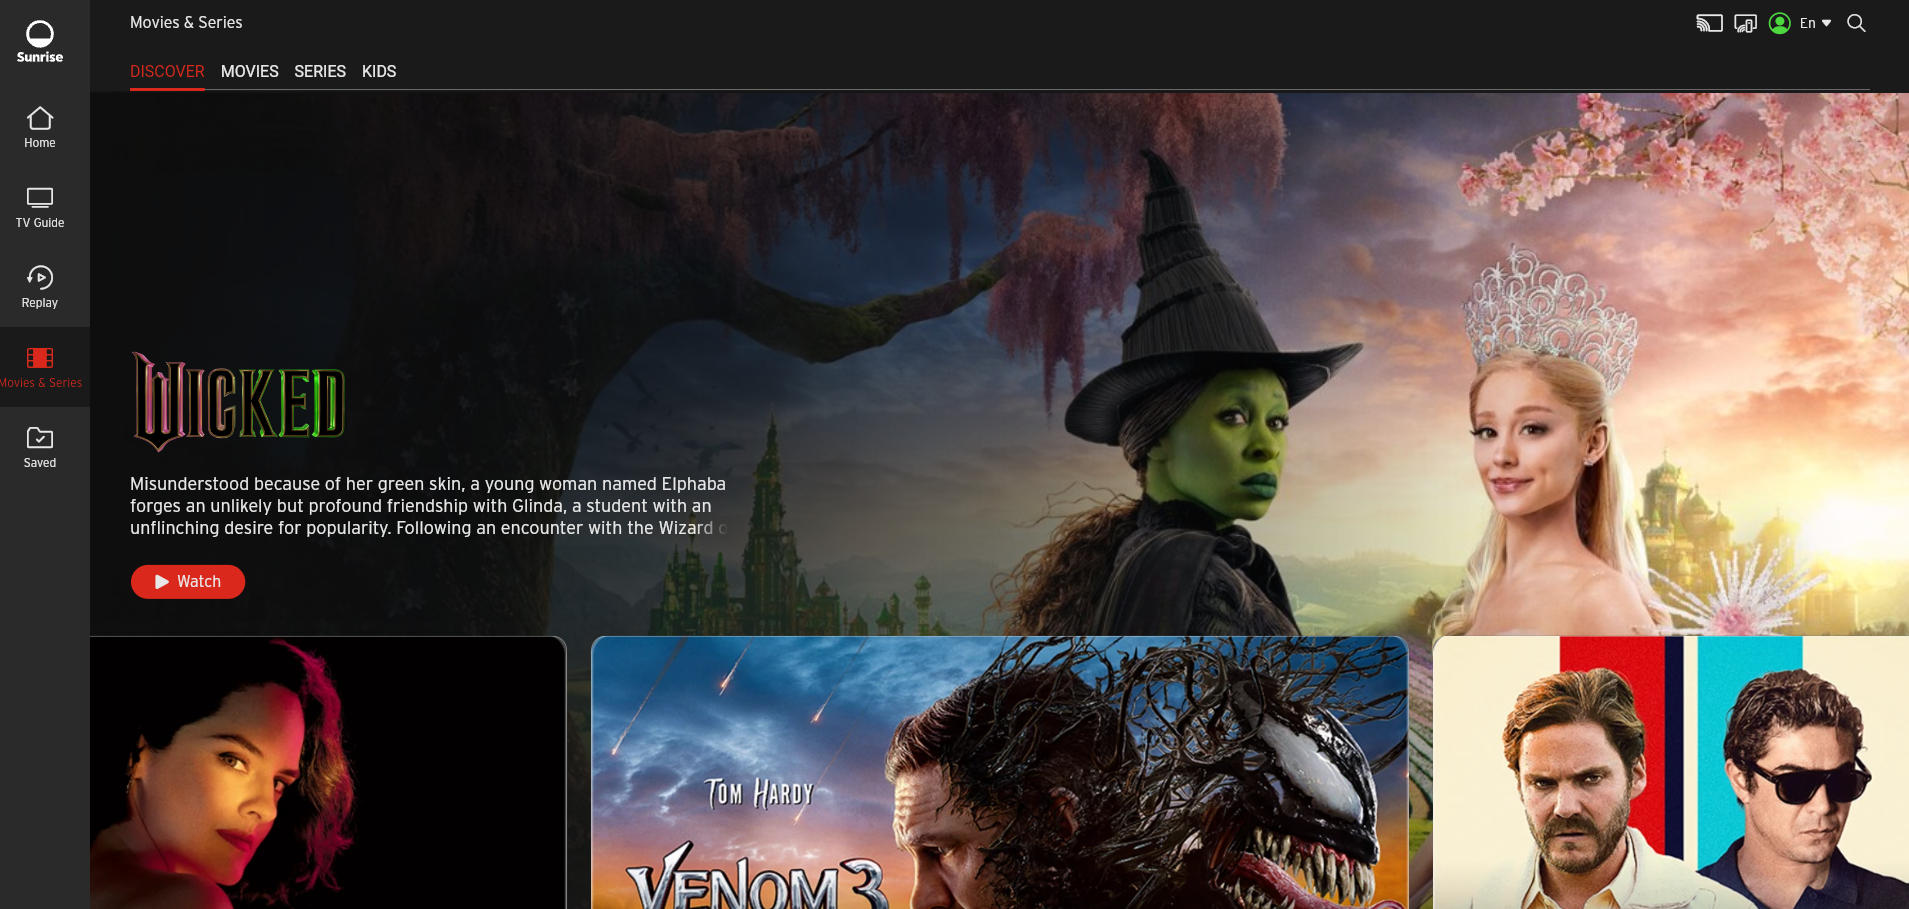 Sunrise
Home
TV Guide
Replay
Movies & Series
Saved
Movies & Series
En
DISCOVER MOVIES SERIES KIDS
WICKED
Misunderstood because of her green skin, a young woman named Elphaba
forges an unlikely but profound friendship with Glinda, a student with an
unflinching desire for popularity. Following an encounter with the Wizard o
Watch
TOM HARDY
VENOM 3